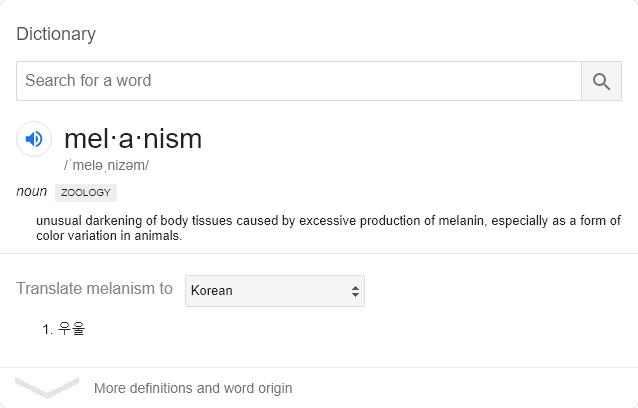 Dictionary
Search for a word
mel·a·nism
/ˈmeləˌnizəm/
noun ZOOLOGY
unusual darkening of body tissues caused by excessive production of melanin, especially as a form of
color variation in animals.
Translate melanism to Korean
1. 우울
More definitions and word origin